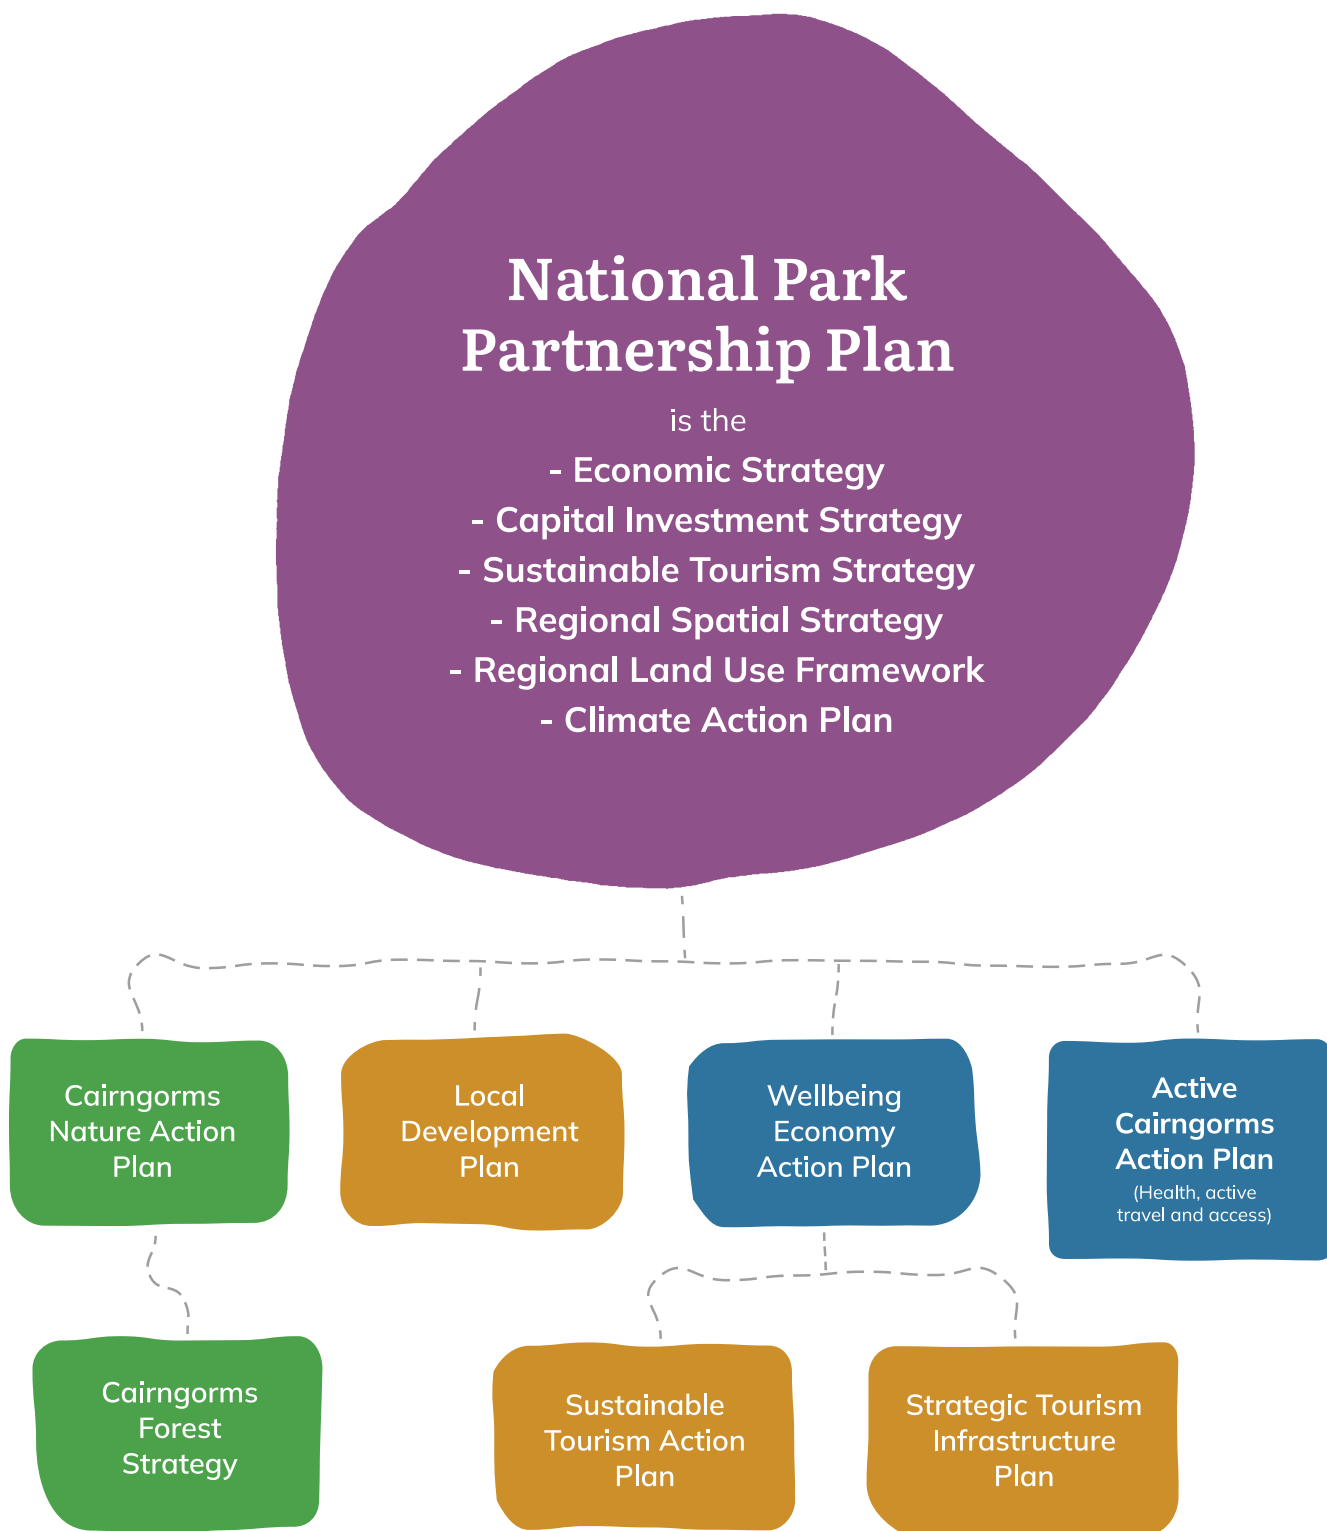 National Park
Partnership Plan
is the
- Economic Strategy
- Capital Investment Strategy
- Sustainable Tourism Strategy
- Regional Spatial Strategy
- Regional Land Use Framework
- Climate Action Plan
Cairngorms
Nature Action
Plan
Local
Development
Plan
Wellbeing
Economy
Action Plan
Active
Cairngorms
Action Plan
(Health, active
travel and access)
Cairngorms
Forest
Strategy
Sustainable
Tourism Action
Plan
Strategic Tourism
Infrastructure
Plan